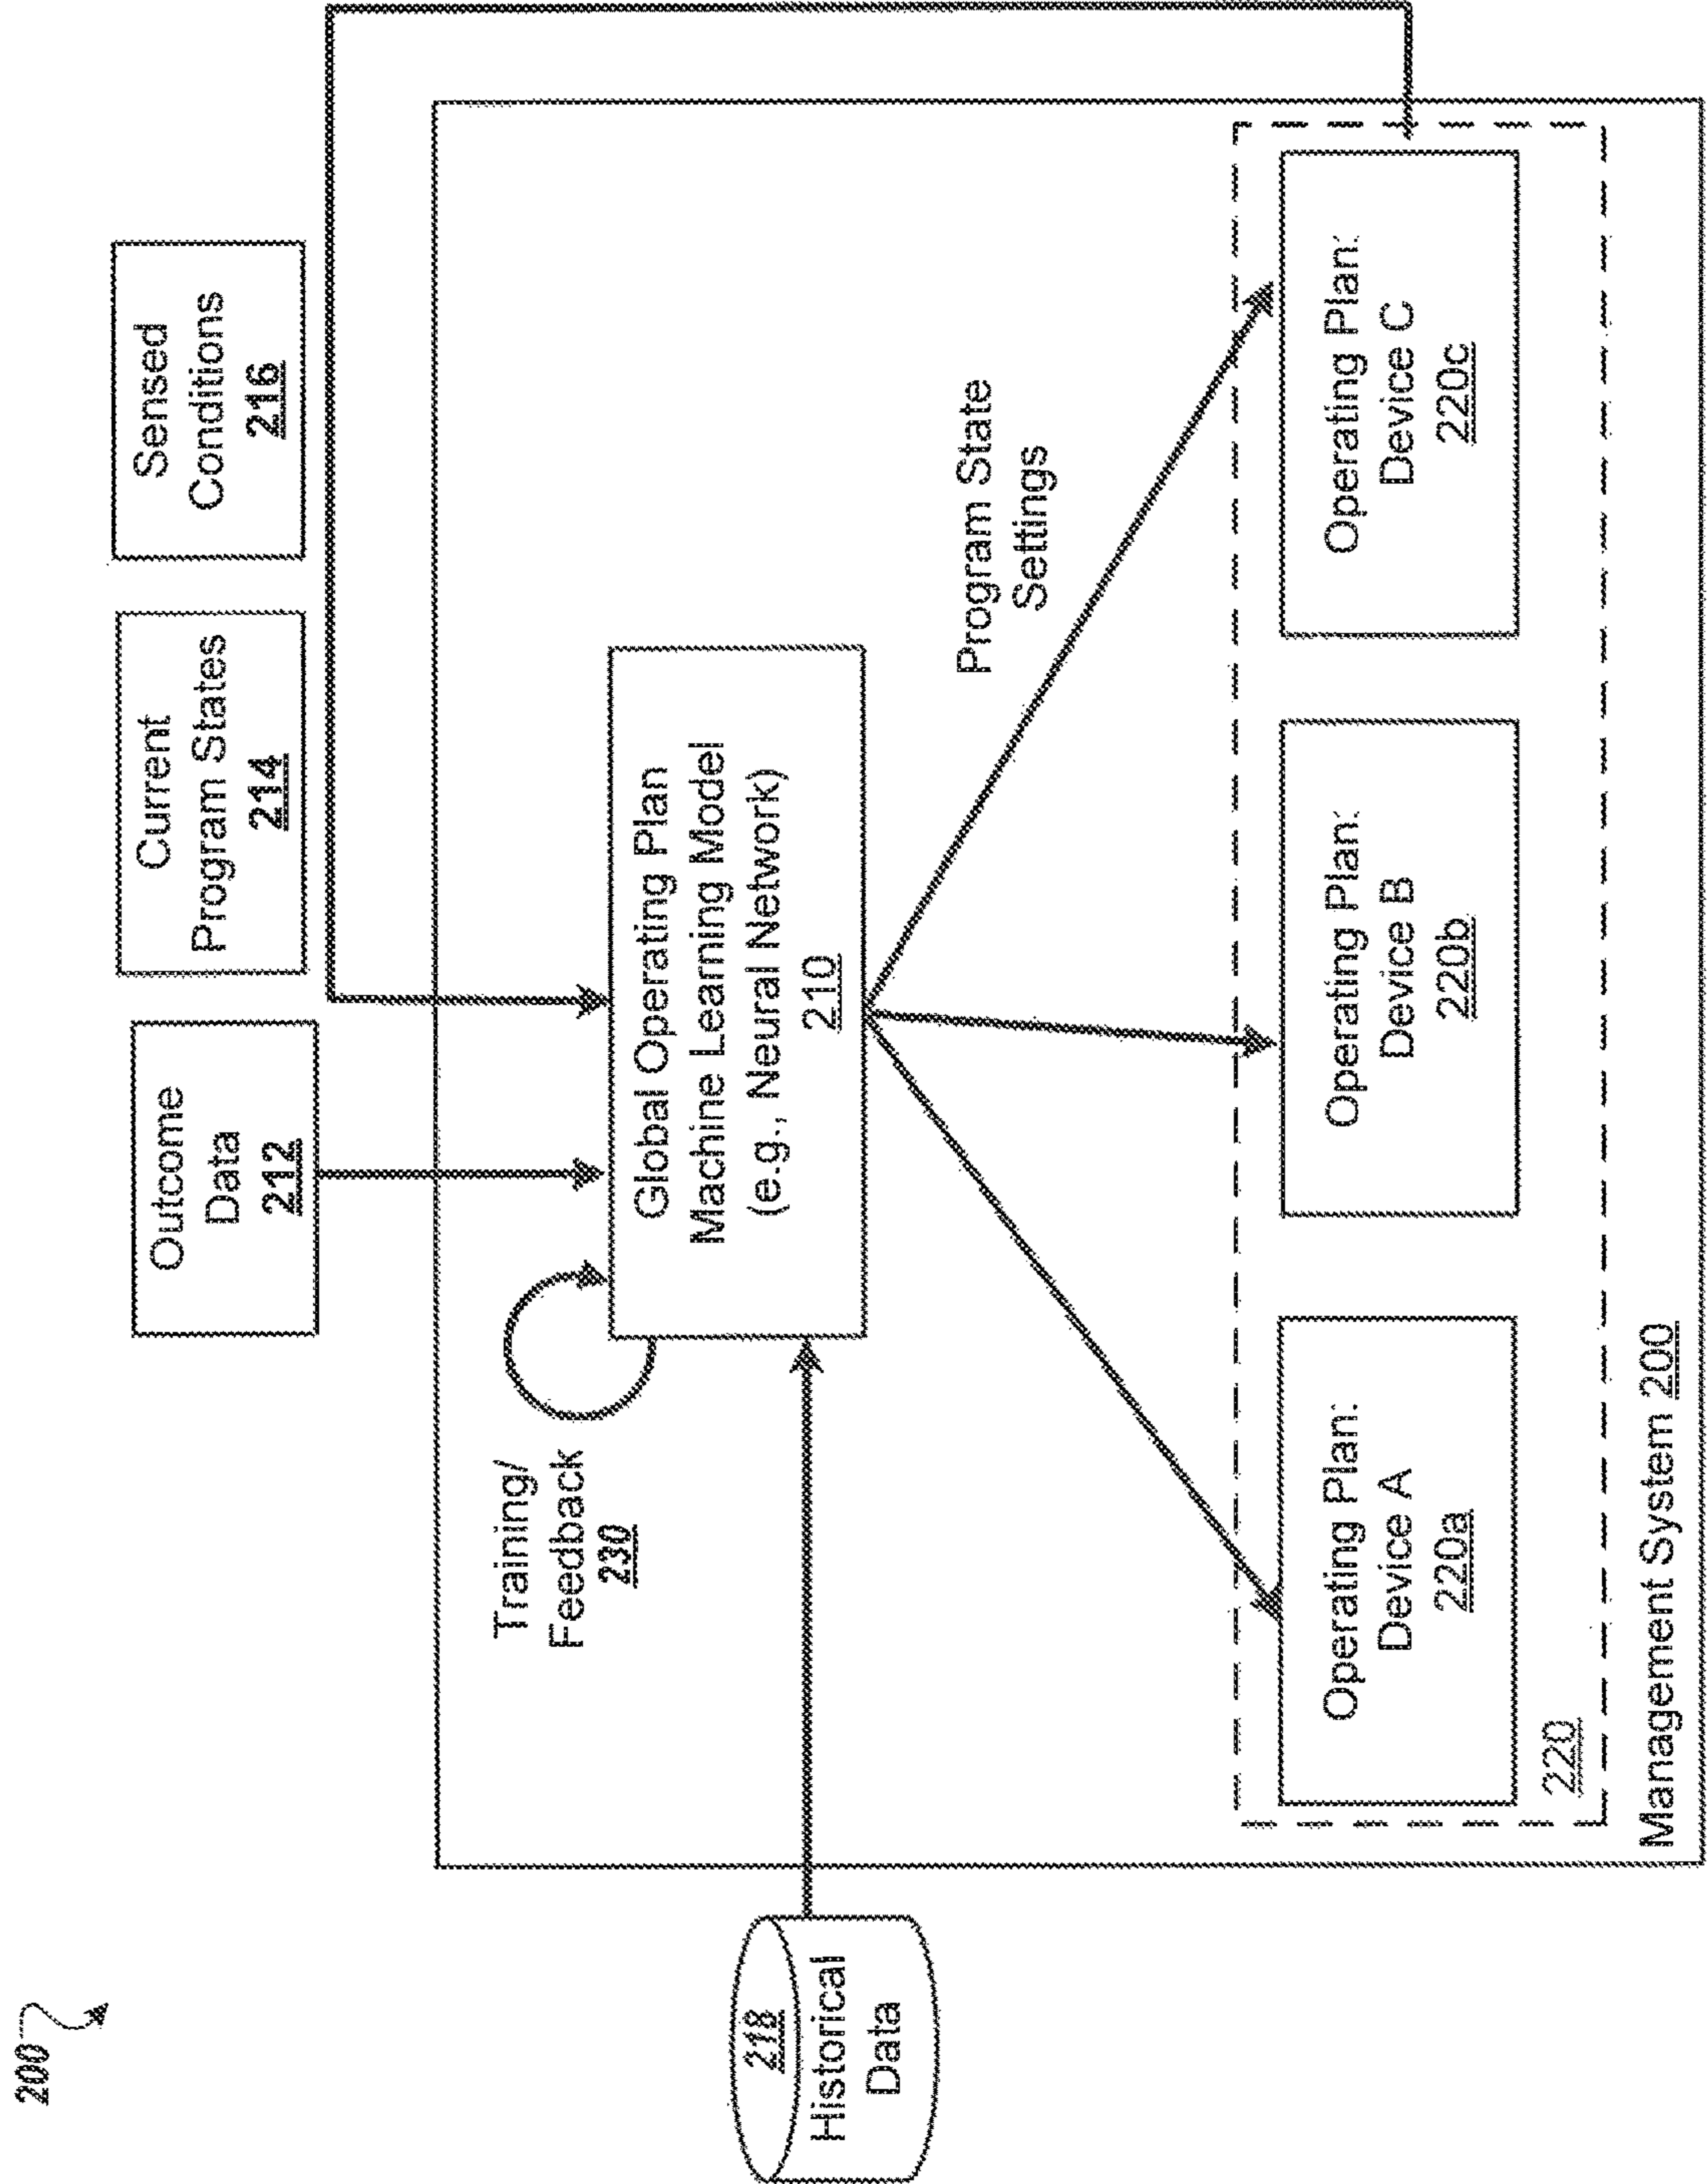 200
Outcome
Data
212
Current
Program States
214
Sensed
Conditions
216
Training/
Feedback
230
Global Operating Plan
Machine Learning Model
(e.g., Neural Network)
210
218
Historical
Data
Program State
Settings
Operating Plan:
Device A
220a
Operating Plan:
Device B
220b
Operating Plan:
Device C
220c
220
Management System 200